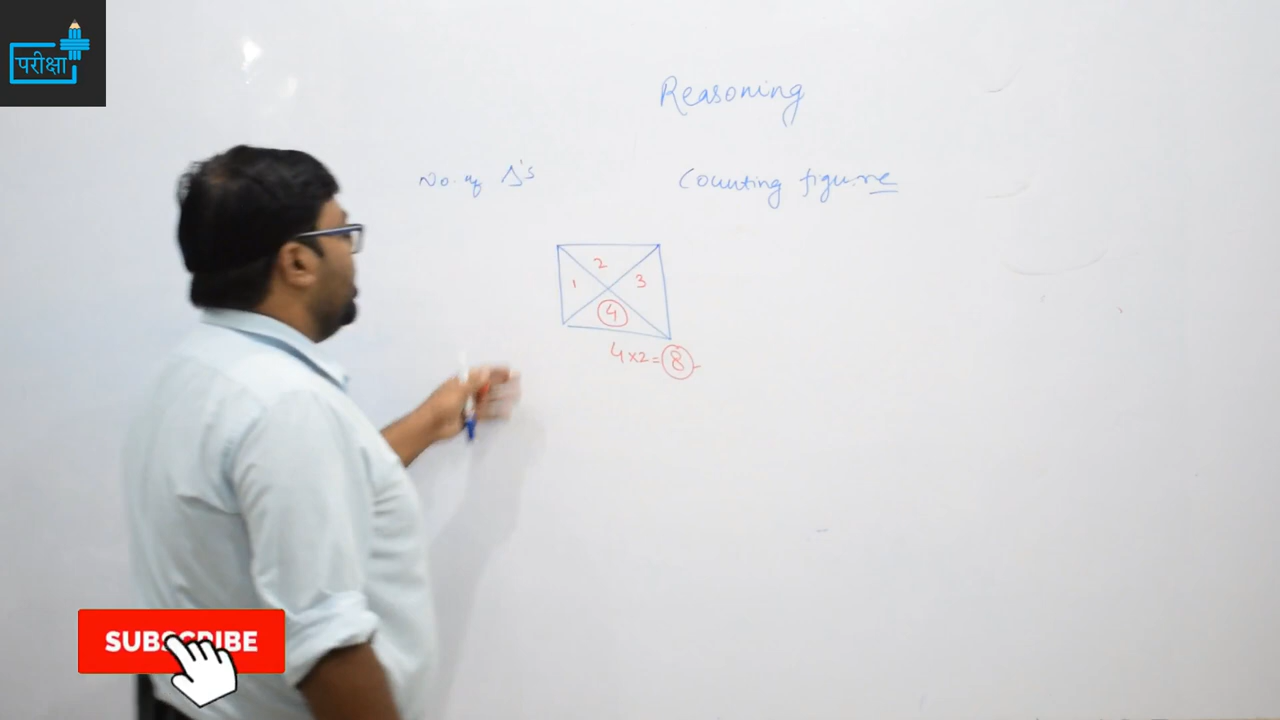 परीक्षा
Reasoning
No. of Δ's
Counting figure
2
1
3
4
4×2=8
SUBSCRIBE